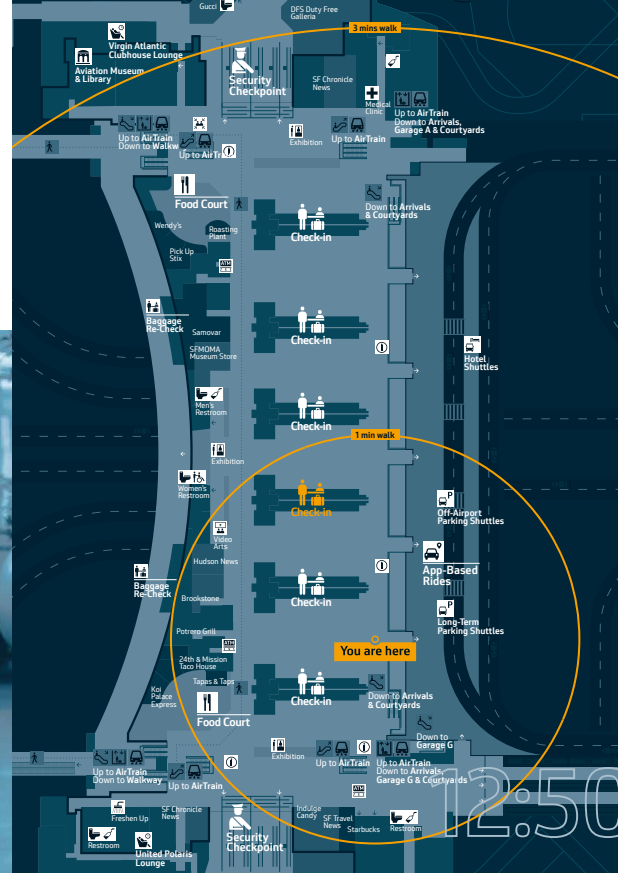 Gucci
DFS Duty Free
Galleria
3 mins walk
Virgin Atlantic
Clubhouse Lounge
Aviation Museum
& Library
Security
Checkpoint
SF Chronicle
News
Medical
Clinic
Up to AirTrain
Down to Arrivals,
Garage A & Courtyards
Up to AirTrain
Down to Walkw
Up to AirTr
Exhibition
Up to AirTrain
Food Court
Down to Arrivals
& Courtyards
Wendy's
Roasting
Plant
Check-in
Pick Up
Stix
ATM
Baggage
Re-Check
Samovar
Check-in
SFMOMA
Museum Store
Hotel
Shuttles
Men's
Restroom
Check-in
1 min walk
Exhibition
Women's
Restroom
Check-in
P
Off-Airport
Parking Shuttles
Video
Arts
Hudson News
App-Based
Rides
Baggage
Re-Check
Brookstone
Check-in
P
Long-Term
Parking Shuttles
Potrero Grill
ATM
You are here
24th & Mission
Taco House
Tapas & Taps
Koi
Palace
Express
Check-in
Down to Arrivals
& Courtyards
Food Court
Down to
Garage G
Exhibition
Up to AirTrain
Up to AirTrain
Down to Arrivals,
Garage G & Courtyards
Up to AirTrain
Down to Walkway
Up to AirTrain
ATM
12:50
Freshen Up
SF Chronicle
News
Security
Checkpoint
Indulge
Candy
SF Travel
News
Starbucks
Restroom
Restroom
United Polaris
Lounge